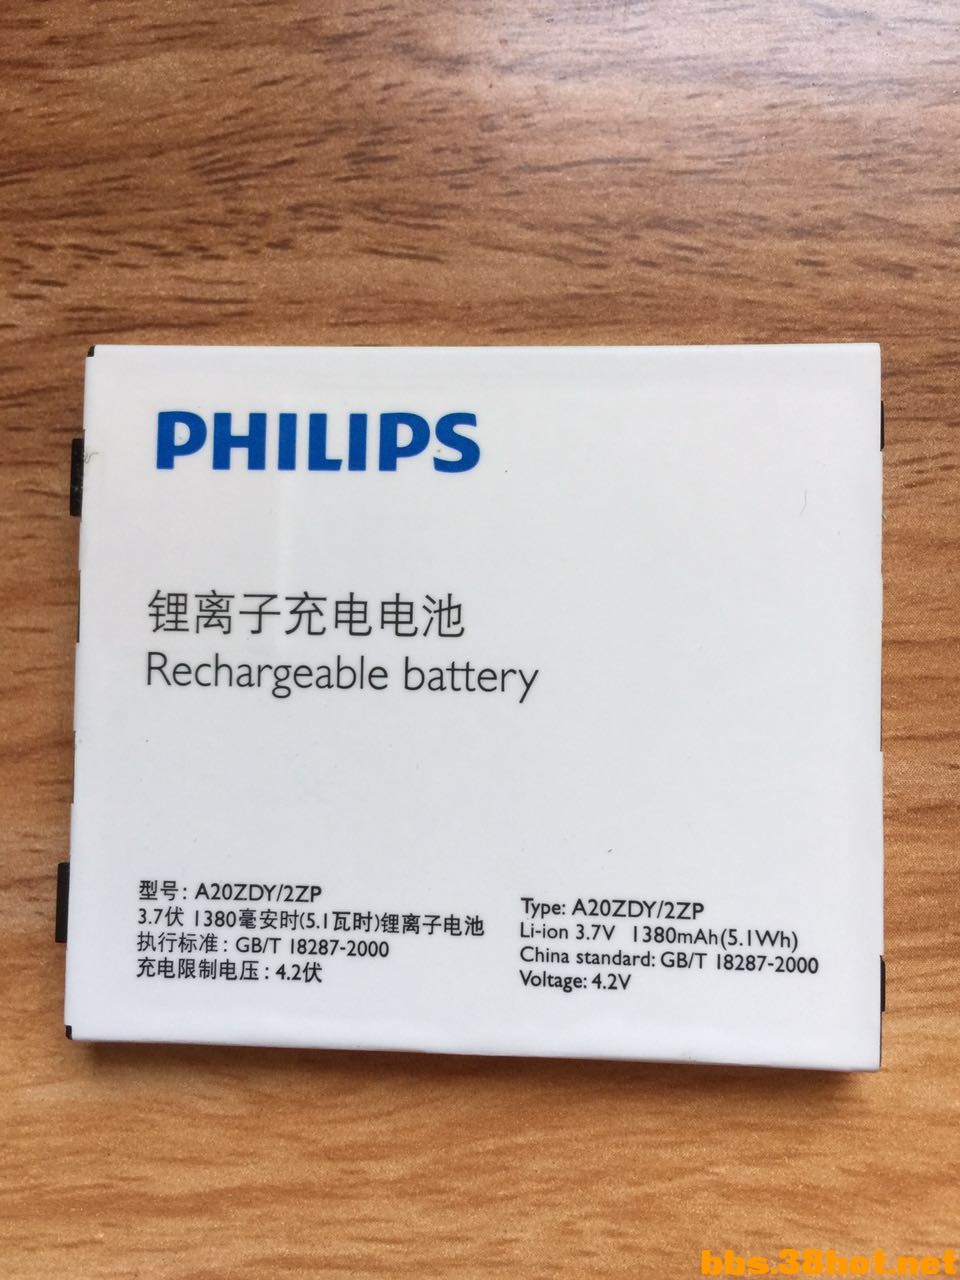 PHILIPS
锂离子充电电池
Rechargeable battery
型号: A20ZDY/2ZP
3.7伏 1380毫安时(5.1瓦时)锂离子电池
执行标准: GB/T 18287-2000
充电限制电压: 4.2伏
Type: A20ZDY/2ZP
Li-ion 3.7V 1380mAh(5.1Wh)
China standard: GB/T 18287-2000
Voltage: 4.2V
bbs.38hot.net